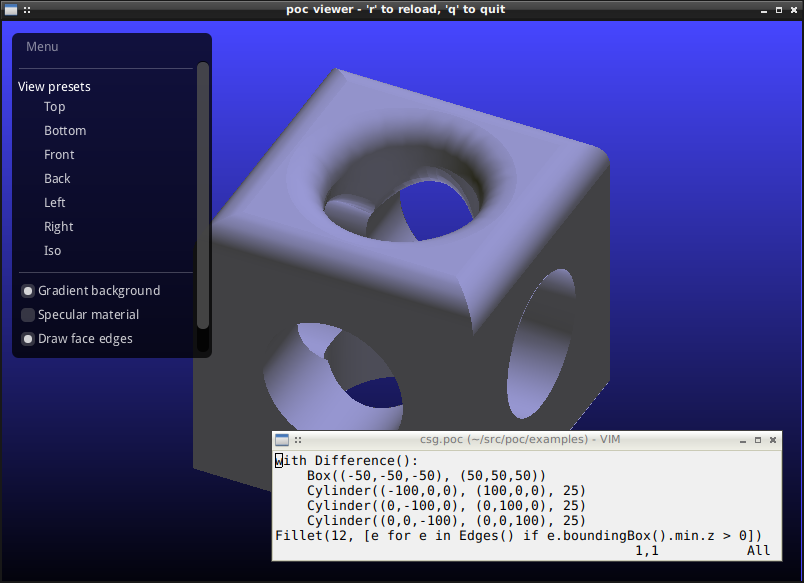 poc viewer - 'r' to reload, 'q' to quit
Menu
View presets
Top
Bottom
Front
Back
Left
Right
Iso
Gradient background
Specular material
Draw face edges
csg.poc (~/src/poc/examples) - VIM
with Difference():
    Box((-50,-50,-50), (50,50,50))
    Cylinder((-100,0,0), (100,0,0), 25)
    Cylinder((0,-100,0), (0,100,0), 25)
    Cylinder((0,0,-100), (0,0,100), 25)
Fillet(12, [e for e in Edges() if e.boundingBox().min.z > 0])
1,1 All